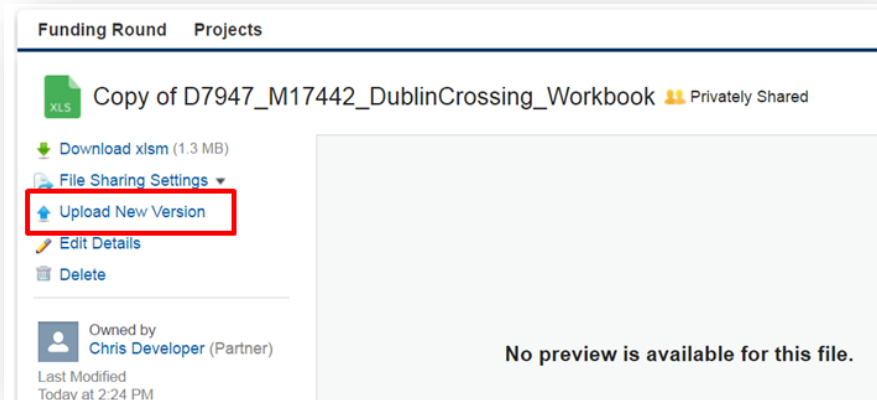 Funding Round Projects
XLS Copy of D7947_M17442_DublinCrossing_Workbook Privately Shared
Download xlsm (1.3 MB)
File Sharing Settings
Upload New Version
Edit Details
Delete
Owned by
Chris Developer (Partner)
No preview is available for this file.
Last Modified
Today at 2:24 PM